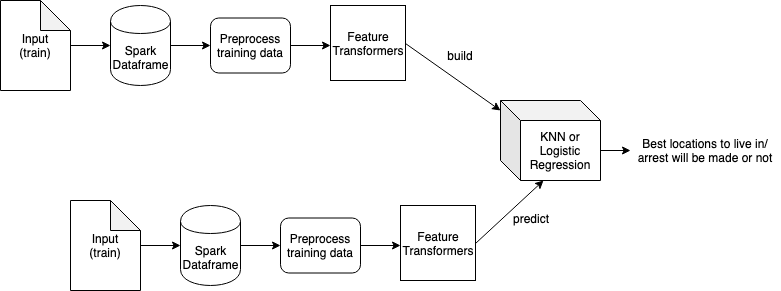 Input
(train)
Spark
Dataframe
Preprocess
training data
Feature
Transformers
build
KNN or
Logistic
Regression
Best locations to live in/
arrest will be made or not
Input
(train)
Spark
Dataframe
Preprocess
training data
Feature
Transformers
predict